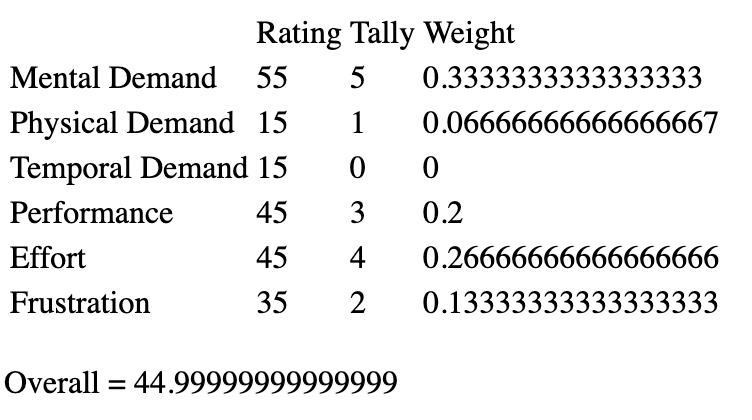 Rating Tally Weight
Mental Demand 55 5 0.3333333333333333
Physical Demand 15 1 0.06666666666666667
Temporal Demand 15 0 0
Performance 45 3 0.2
Effort 45 4 0.26666666666666666
Frustration 35 2 0.13333333333333333
Overall = 44.99999999999999